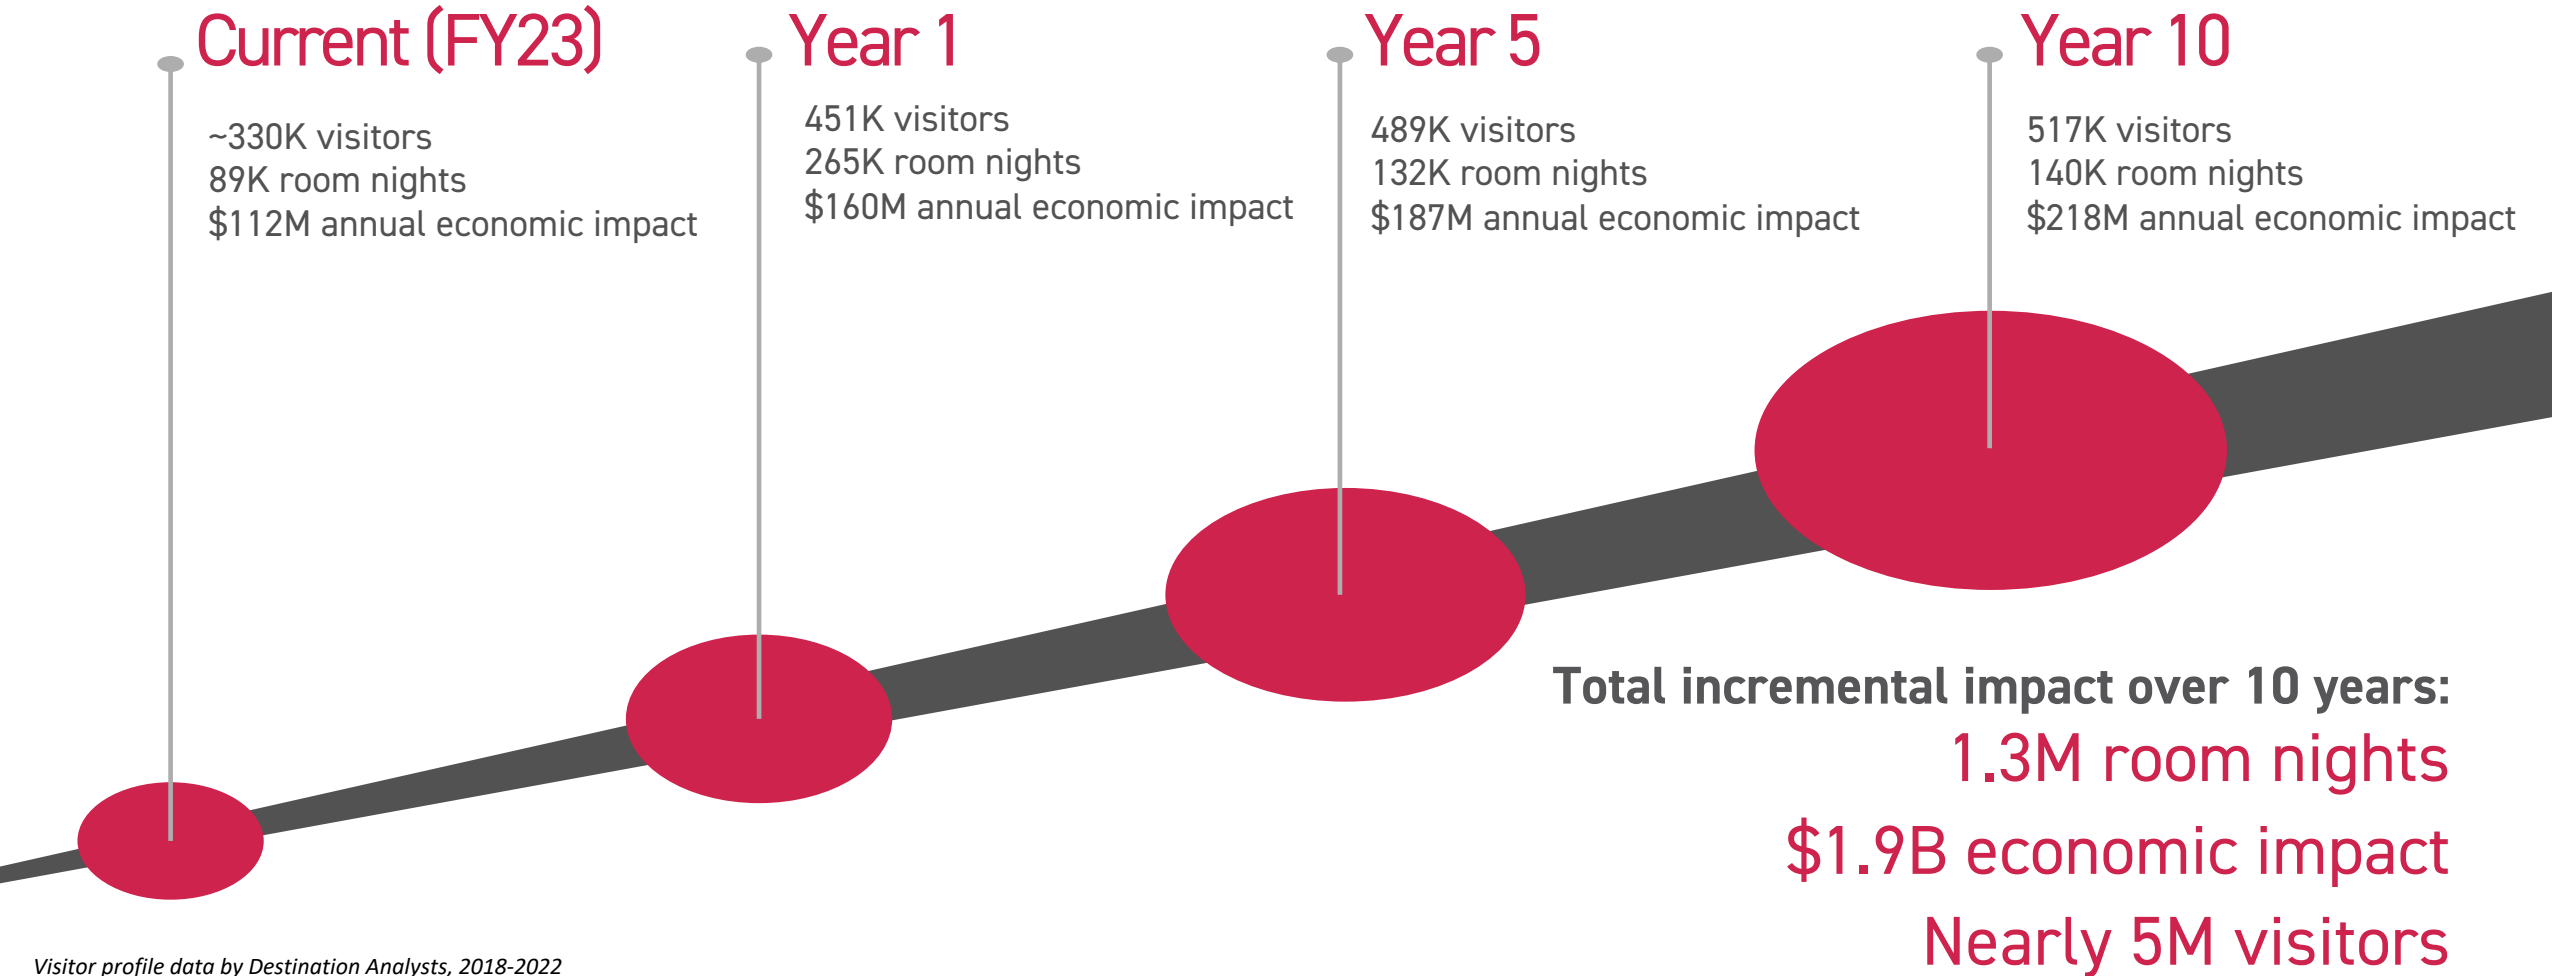 Current (FY23)
~330K visitors
89K room nights
$112M annual economic impact
Year 1
451K visitors
265K room nights
$160M annual economic impact
Year 5
489K visitors
132K room nights
$187M annual economic impact
Year 10
517K visitors
140K room nights
$218M annual economic impact
Total incremental impact over 10 years:
1.3M room nights
$1.9B economic impact
Nearly 5M visitors
Visitor profile data by Destination Analysts, 2018-2022